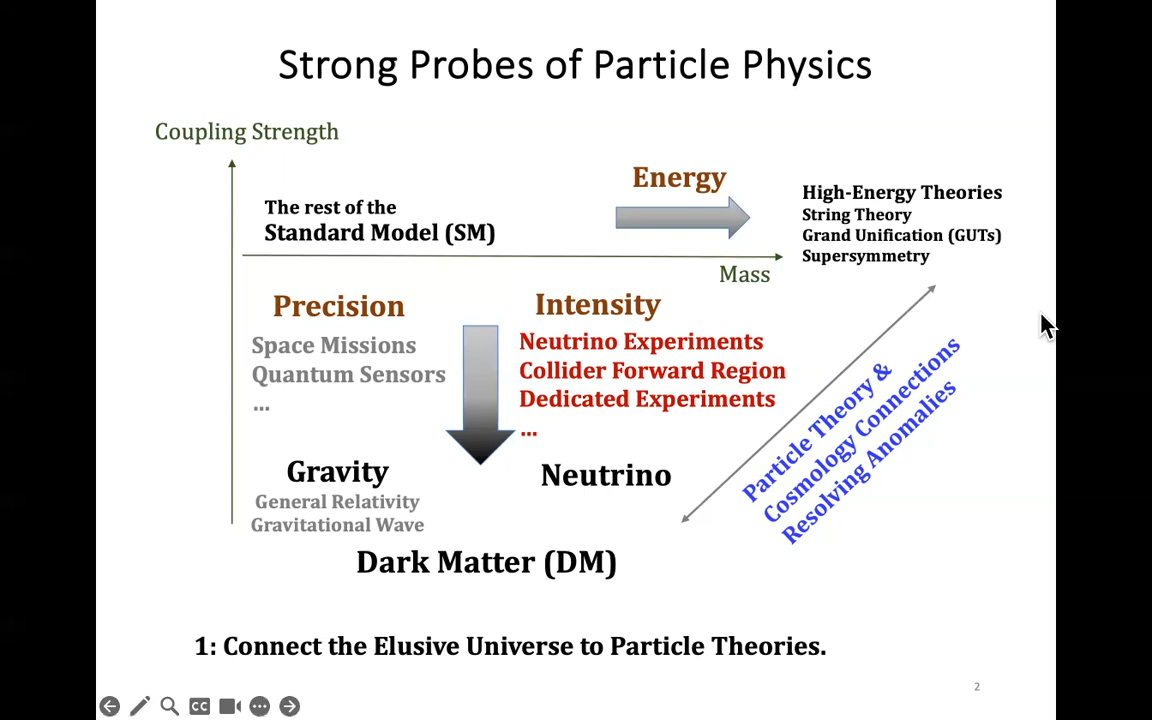 Strong Probes of Particle Physics
Coupling Strength
Energy
The rest of the
Standard Model (SM)
High-Energy Theories
String Theory
Grand Unification (GUTs)
Supersymmetry
Mass
Precision
Space Missions
Quantum Sensors
...
Intensity
Neutrino Experiments
Collider Forward Region
Dedicated Experiments
...
Particle Theory &
Cosmology Connections
Resolving Anomalies
Gravity
General Relativity
Gravitational Wave
Neutrino
Dark Matter (DM)
1: Connect the Elusive Universe to Particle Theories.
2
CC